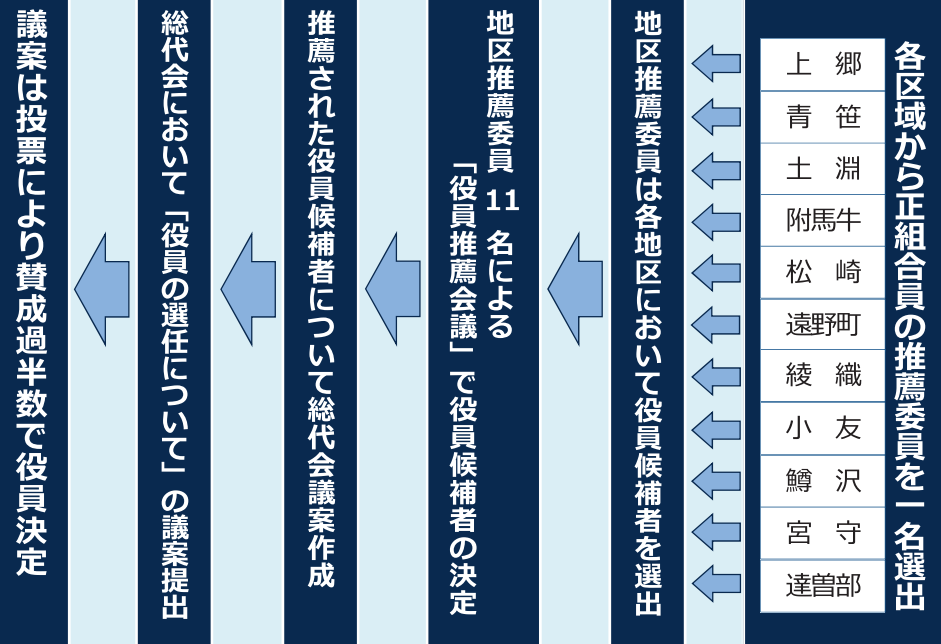 各区域から正組合員の推薦委員を一名選出
上郷
青笹
土淵
附馬牛
松崎
遠野町
綾織
小友
鱒沢
宮守
達曽部
地区推薦委員は各地区において役員候補者を選出
地区推薦委員 11 名による
「役員推薦会議」で役員候補者の決定
推薦された役員候補者について総代会議案作成
総代会において「役員の選任について」の議案提出
議案は投票により賛成過半数で役員決定